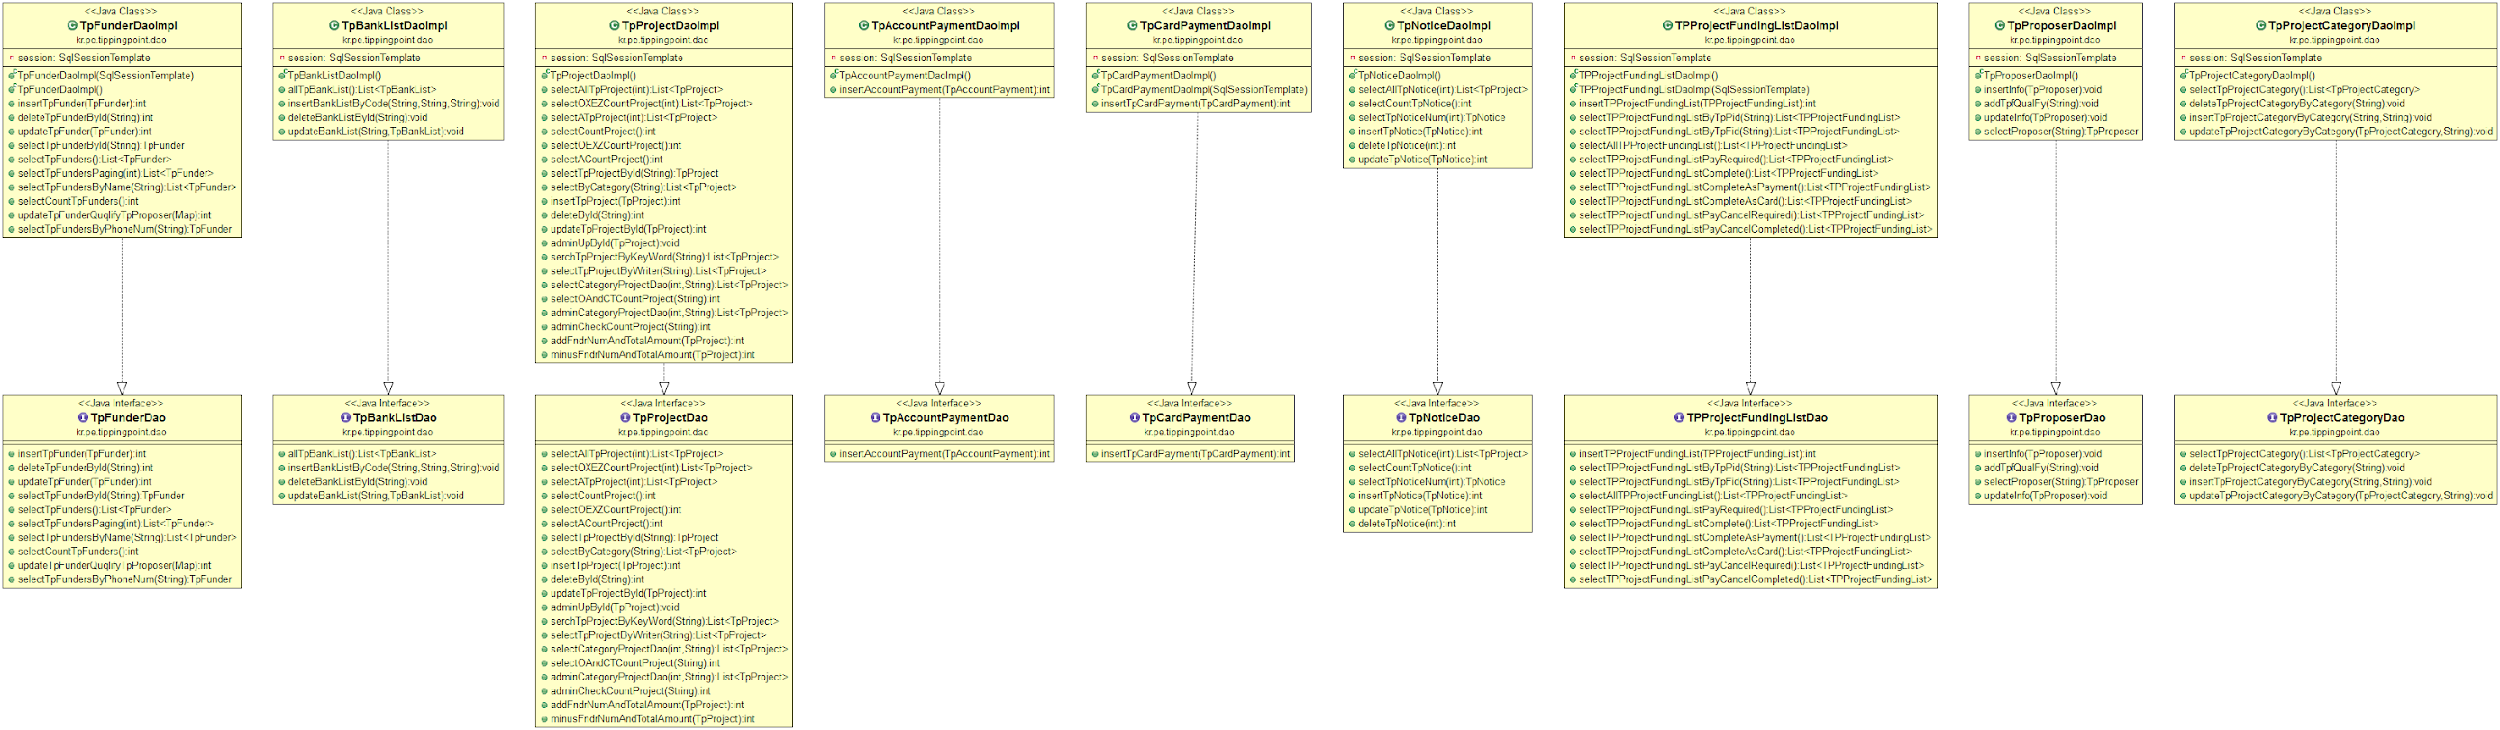 <<Java Class>>
TpFunderDaoImpl
kr.pe.tippingpoint.dao
session: SqlSessionTemplate
TpFunderDaoImpl(SqlSessionTemplate)
TpFunderDaoImpl()
insertTpFunder(TpFunder):int
deleteTpFunderById(String):int
updateTpFunder(TpFunder):int
selectTpFunderById(String):TpFunder
selectTpFunders():List<TpFunder>
selectTpFundersPaging(int):List<TpFunder>
selectTpFundersByName(String):List<TpFunder>
selectCountTpFunders():int
updateTpFunderQuqlifyTpProposer(Map):int
selectTpFundersByPhoneNum(String):TpFunder
<<Java Class>>
TpBankListDaoImpl
kr.pe.tippingpoint.dao
session: SqlSessionTemplate
TpBankListDaoImpl()
allTpBankList():List<TpBankList>
insertBankListByCode(String,String,String):void
deleteBankListById(String):void
updateBankList(String,TpBankList):void
<<Java Class>>
TpProjectDaoImpl
kr.pe.tippingpoint.dao
session: SqlSessionTemplate
TpProjectDaoImpl()
selectAllTpProject(int):List<TpProject>
selectOXEZCountProject(int):List<TpProject>
selectATpProject(int):List<TpProject>
selectCountProject():int
selectOEXZCountProject():int
selectACountProject():int
selectTpProjectById(String):TpProject
selectByCategory(String):List<TpProject>
insertTpProject(TpProject):int
deleteById(String):int
updateTpProjectById(TpProject):int
adminUpById(TpProject):void
serchTpProjectByKeyWord(String):List<TpProject>
selectTpProjectByWriter(String):List<TpProject>
selectCategoryProjectDao(int,String):List<TpProject>
selectOAndCTCountProject(String):int
adminCategoryProjectDao(int,String):List<TpProject>
adminCheckCountProject(String):int
addFndrNumAndTotalAmount(TpProject):int
minusFndrNumAndTotalAmount(TpProject):int
<<Java Class>>
TpAccountPaymentDaoImpl
kr.pe.tippingpoint.dao
session: SqlSessionTemplate
TpAccountPaymentDaoImpl()
insertAccountPayment(TpAccountPayment):int
<<Java Class>>
TpCardPaymentDaoImpl
kr.pe.tippingpoint.dao
session: SqlSessionTemplate
TpCardPaymentDaoImpl()
TpCardPaymentDaoImpl(SqlSessionTemplate)
insertTpCardPayment(TpCardPayment):int
<<Java Class>>
TpNoticeDaoImpl
kr.pe.tippingpoint.dao
session: SqlSessionTemplate
TpNoticeDaoImpl()
selectAllTpNotice(int):List<TpProject>
selectCountTpNotice():int
selectTpNoticeNum(int):TpNotice
insertTpNotice(TpNotice):int
deleteTpNotice(int):int
updateTpNotice(TpNotice):int
<<Java Class>>
TPProjectFundingListDaoImpl
kr.pe.tippingpoint.dao
session: SqlSessionTemplate
TPProjectFundingListDaoImpl()
TPProjectFundingListDaoImpl(SqlSessionTemplate)
insertTPProjectFundingList(TPProjectFundingList):int
selectTPProjectFundingListByTpPid(String):List<TPProjectFundingList>
selectTPProjectFundingListByTpFid(String):List<TPProjectFundingList>
selectAllTPProjectFundingList():List<TPProjectFundingList>
selectTPProjectFundingListPayRequired():List<TPProjectFundingList>
selectTPProjectFundingListComplete():List<TPProjectFundingList>
selectTPProjectFundingListCompleteAsPayment():List<TPProjectFundingList>
selectTPProjectFundingListCompleteAsCard():List<TPProjectFundingList>
selectTPProjectFundingListPayCancelRequired():List<TPProjectFundingList>
selectTPProjectFundingListPayCancelCompleted():List<TPProjectFundingList>
<<Java Class>>
TpProposerDaoImpl
kr.pe.tippingpoint.dao
session: SqlSessionTemplate
TpProposerDaoImpl()
insertInfo(TpProposer):void
addTpfQualFy(String):void
updateInfo(TpProposer):void
selectProposer(String):TpProposer
<<Java Class>>
TpProjectCategoryDaoImpl
kr.pe.tippingpoint.dao
session: SqlSessionTemplate
TpProjectCategoryDaoImpl()
selectTpProjectCategory():List<TpProjectCategory>
deleteTpProjectCategoryByCategory(String):void
insertTpProjectCategoryByCategory(String,String):void
updateTpProjectCategoryByCategory(TpProjectCategory,String):void
<<Java Interface>>
TpFunderDao
kr.pe.tippingpoint.dao
insertTpFunder(TpFunder):int
deleteTpFunderById(String):int
updateTpFunder(TpFunder):int
selectTpFunderById(String):TpFunder
selectTpFunders():List<TpFunder>
selectTpFundersPaging(int):List<TpFunder>
selectTpFundersByName(String):List<TpFunder>
selectCountTpFunders():int
updateTpFunderQuqlifyTpProposer(Map):int
selectTpFundersByPhoneNum(String):TpFunder
<<Java Interface>>
TpBankListDao
kr.pe.tippingpoint.dao
allTpBankList():List<TpBankList>
insertBankListByCode(String,String,String):void
deleteBankListById(String):void
updateBankList(String,TpBankList):void
<<Java Interface>>
TpProjectDao
kr.pe.tippingpoint.dao
selectAllTpProject(int):List<TpProject>
selectOXEZCountProject(int):List<TpProject>
selectATpProject(int):List<TpProject>
selectCountProject():int
selectOEXZCountProject():int
selectACountProject():int
selectTpProjectById(String):TpProject
selectByCategory(String):List<TpProject>
insertTpProject(TpProject):int
deleteById(String):int
updateTpProjectById(TpProject):int
adminUpById(TpProject):void
serchTpProjectByKeyWord(String):List<TpProject>
selectTpProjectByWriter(String):List<TpProject>
selectCategoryProjectDao(int,String):List<TpProject>
selectOAndCTCountProject(String):int
adminCategoryProjectDao(int,String):List<TpProject>
adminCheckCountProject(String):int
addFndrNumAndTotalAmount(TpProject):int
minusFndrNumAndTotalAmount(TpProject):int
<<Java Interface>>
TpAccountPaymentDao
kr.pe.tippingpoint.dao
insertAccountPayment(TpAccountPayment):int
<<Java Interface>>
TpCardPaymentDao
kr.pe.tippingpoint.dao
insertTpCardPayment(TpCardPayment):int
<<Java Interface>>
TpNoticeDao
kr.pe.tippingpoint.dao
selectAllTpNotice(int):List<TpProject>
selectCountTpNotice():int
selectTpNoticeNum(int):TpNotice
insertTpNotice(TpNotice):int
updateTpNotice(TpNotice):int
deleteTpNotice(int):int
<<Java Interface>>
TPProjectFundingListDao
kr.pe.tippingpoint.dao
insertTPProjectFundingList(TPProjectFundingList):int
selectTPProjectFundingListByTpPid(String):List<TPProjectFundingList>
selectTPProjectFundingListByTpFid(String):List<TPProjectFundingList>
selectAllTPProjectFundingList():List<TPProjectFundingList>
selectTPProjectFundingListPayRequired():List<TPProjectFundingList>
selectTPProjectFundingListComplete():List<TPProjectFundingList>
selectTPProjectFundingListCompleteAsPayment():List<TPProjectFundingList>
selectTPProjectFundingListCompleteAsCard():List<TPProjectFundingList>
selectTPProjectFundingListPayCancelRequired():List<TPProjectFundingList>
selectTPProjectFundingListPayCancelCompleted():List<TPProjectFundingList>
<<Java Interface>>
TpProposerDao
kr.pe.tippingpoint.dao
insertInfo(TpProposer):void
addTpfQualFy(String):void
selectProposer(String):TpProposer
updateInfo(TpProposer):void
<<Java Interface>>
TpProjectCategoryDao
kr.pe.tippingpoint.dao
selectTpProjectCategory():List<TpProjectCategory>
deleteTpProjectCategoryByCategory(String):void
insertTpProjectCategoryByCategory(String,String):void
updateTpProjectCategoryByCategory(TpProjectCategory,String):void